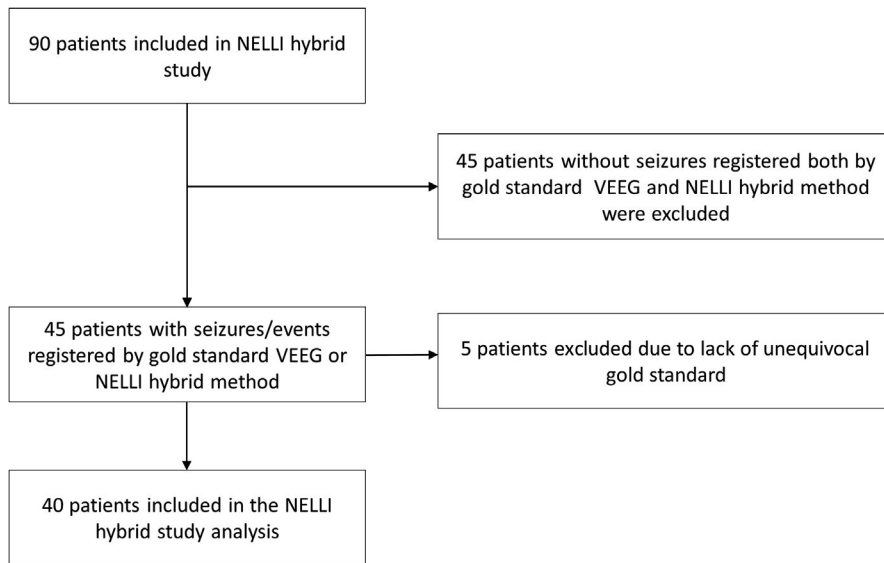 90 patients included in NELLI hybrid
study
45 patients without seizures registered both by
gold standard VEEG and NELLI hybrid method
were excluded
45 patients with seizures/events
registered by gold standard VEEG or
NELLI hybrid method
5 patients excluded due to lack of unequivocal
gold standard
40 patients included in the NELLI
hybrid study analysis